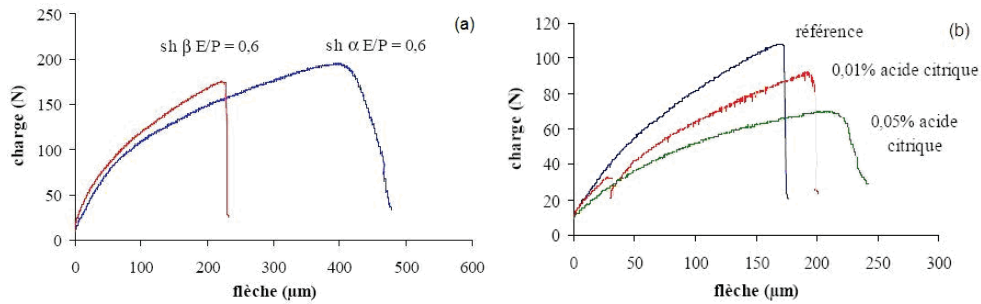 (a)
sh β E/P = 0,6
sh α E/P = 0,6
charge (N)
250
200
150
100
50
0
0 100 200 300 400 500 600
flèche (µm)
(b)
référence
0,01% acide citrique
0,05% acide
citrique
charge (N)
120
100
80
60
40
20
0
0 50 100 150 200 250 300
flèche (µm)